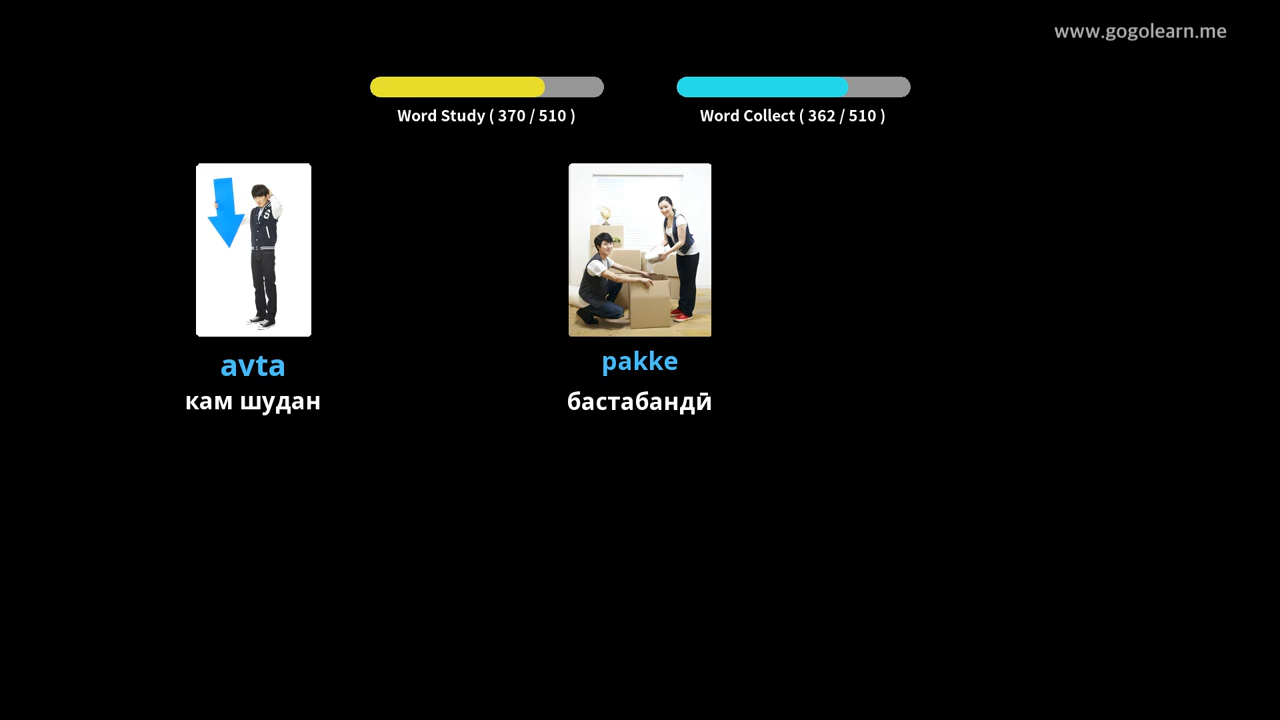 www.gogolearn.me
Word Study ( 370 / 510 )
Word Collect ( 362 / 510 )
avta
кам шудан
pakke
бастабандӣ